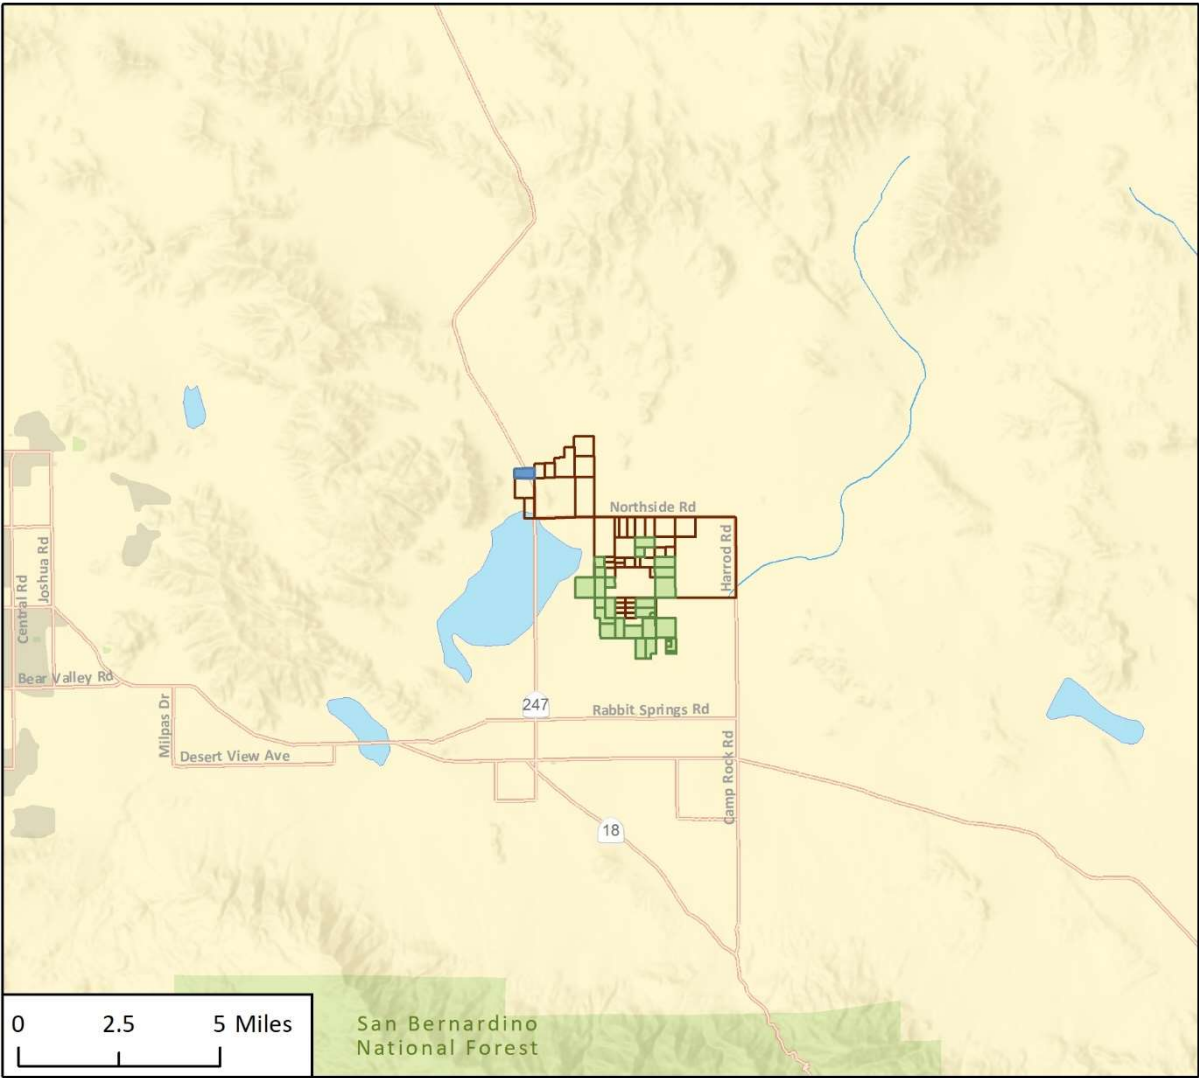 Northside Rd
Harrod Rd
Joshua Rd
Central Rd
Bear Valley Rd
Milpas Dr
Desert View Ave
247
Rabbit Springs Rd
Camp Rock Rd
18
0 2.5 5 Miles
San Bernardino
National Forest